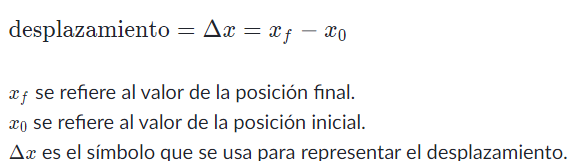 desplazamiento = Δx = x_f − x_0
x_f se refiere al valor de la posición final.
x_0 se refiere al valor de la posición inicial.
Δx es el símbolo que se usa para representar el desplazamiento.